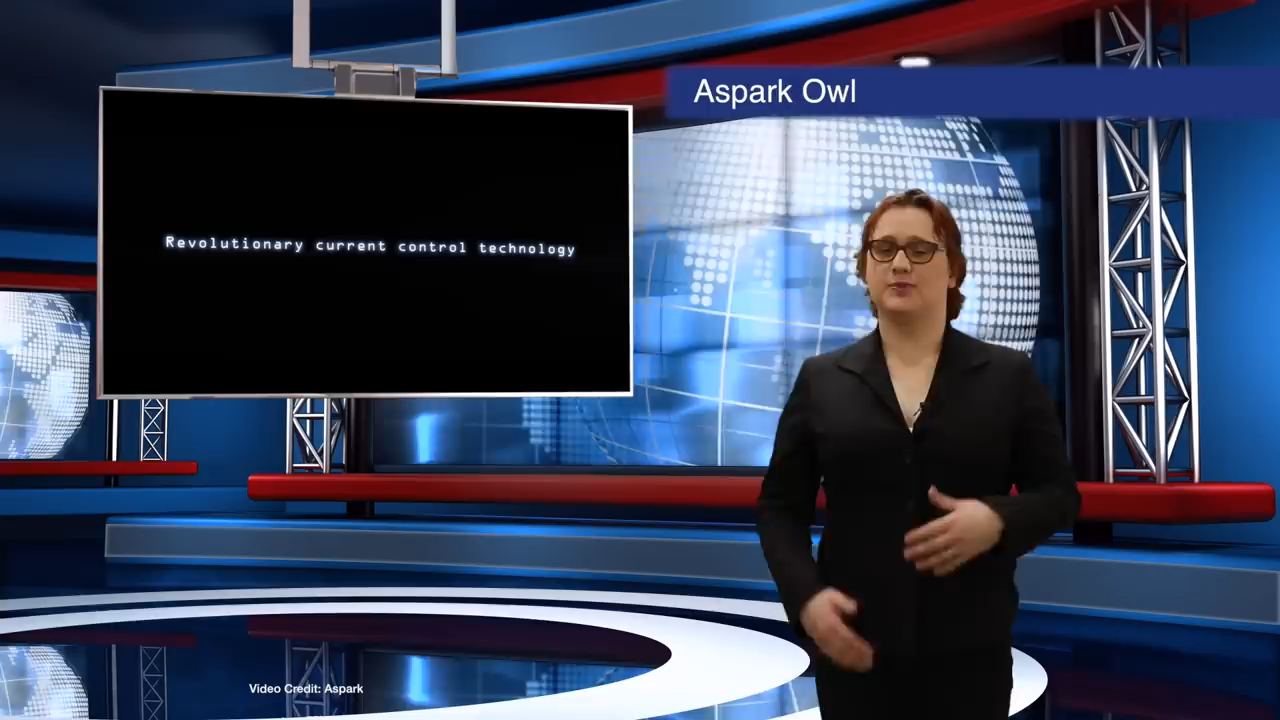 Aspark Owl
Revolutionary current control technology
Video Credit: Aspark